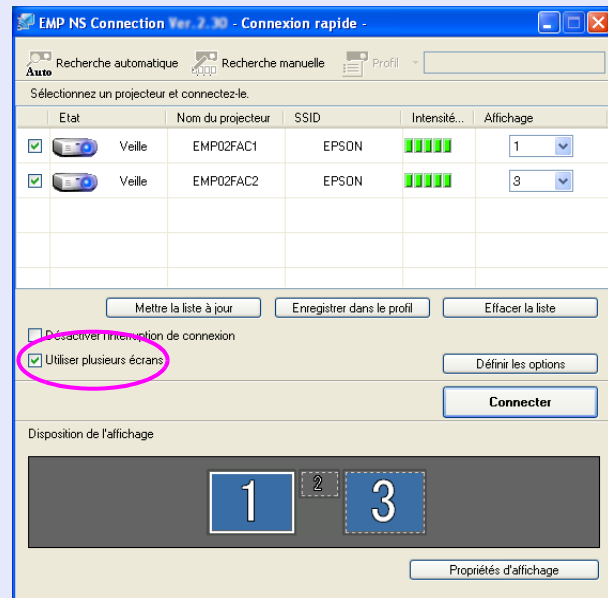 EMP NS Connection Ver.2.30 - Connexion rapide -
Auto Recherche automatique Recherche manuelle Profil
Sélectionnez un projecteur et connectez-le.
Etat Nom du projecteur SSID Intensité... Affichage
Veille EMP02FAC1 EPSON 1
Veille EMP02FAC2 EPSON 3
Mettre la liste à jour Enregistrer dans le profil Effacer la liste
Désactiver l'interruption de connexion
Utiliser plusieurs écrans
Définir les options
Connecter
Disposition de l'affichage
1 2 3
Propriétés d'affichage